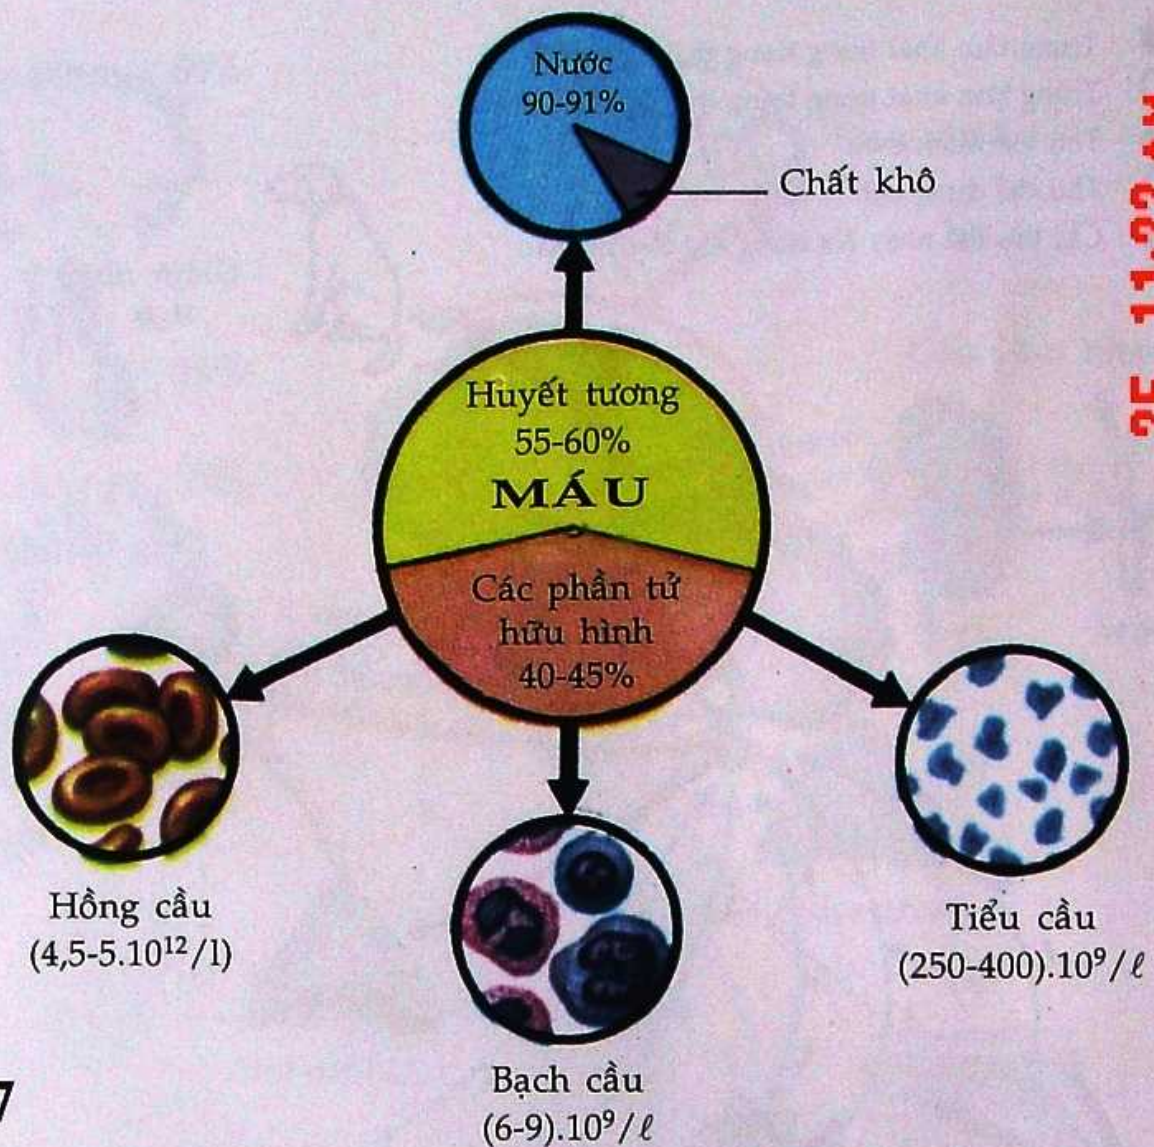 Nước
90-91%
Chất khô
Huyết tương
55-60%
MÁU
Các phần tử
hữu hình
40-45%
Hồng cầu
(4,5-5.10¹²/l)
Bạch cầu
(6-9).10⁹/ℓ
Tiểu cầu
(250-400).10⁹/ℓ
7